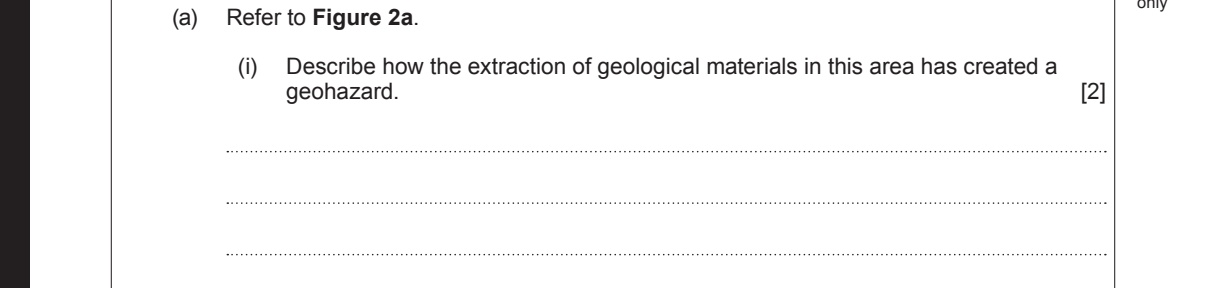 only
(a) Refer to Figure 2a.
(i) Describe how the extraction of geological materials in this area has created a
geohazard. [2]